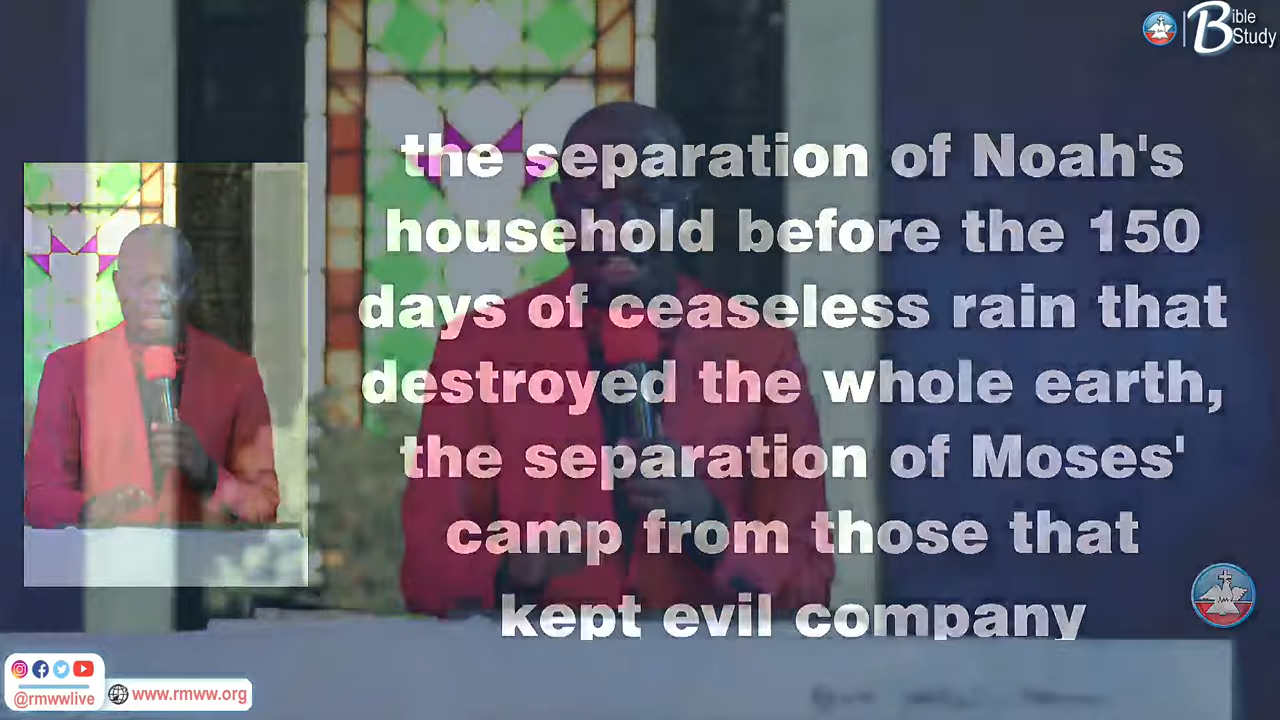 Bible
Study
the separation of Noah's
household before the 150
days of ceaseless rain that
destroyed the whole earth,
the separation of Moses'
camp from those that
kept evil company
@rmwwlive
www.rmww.org